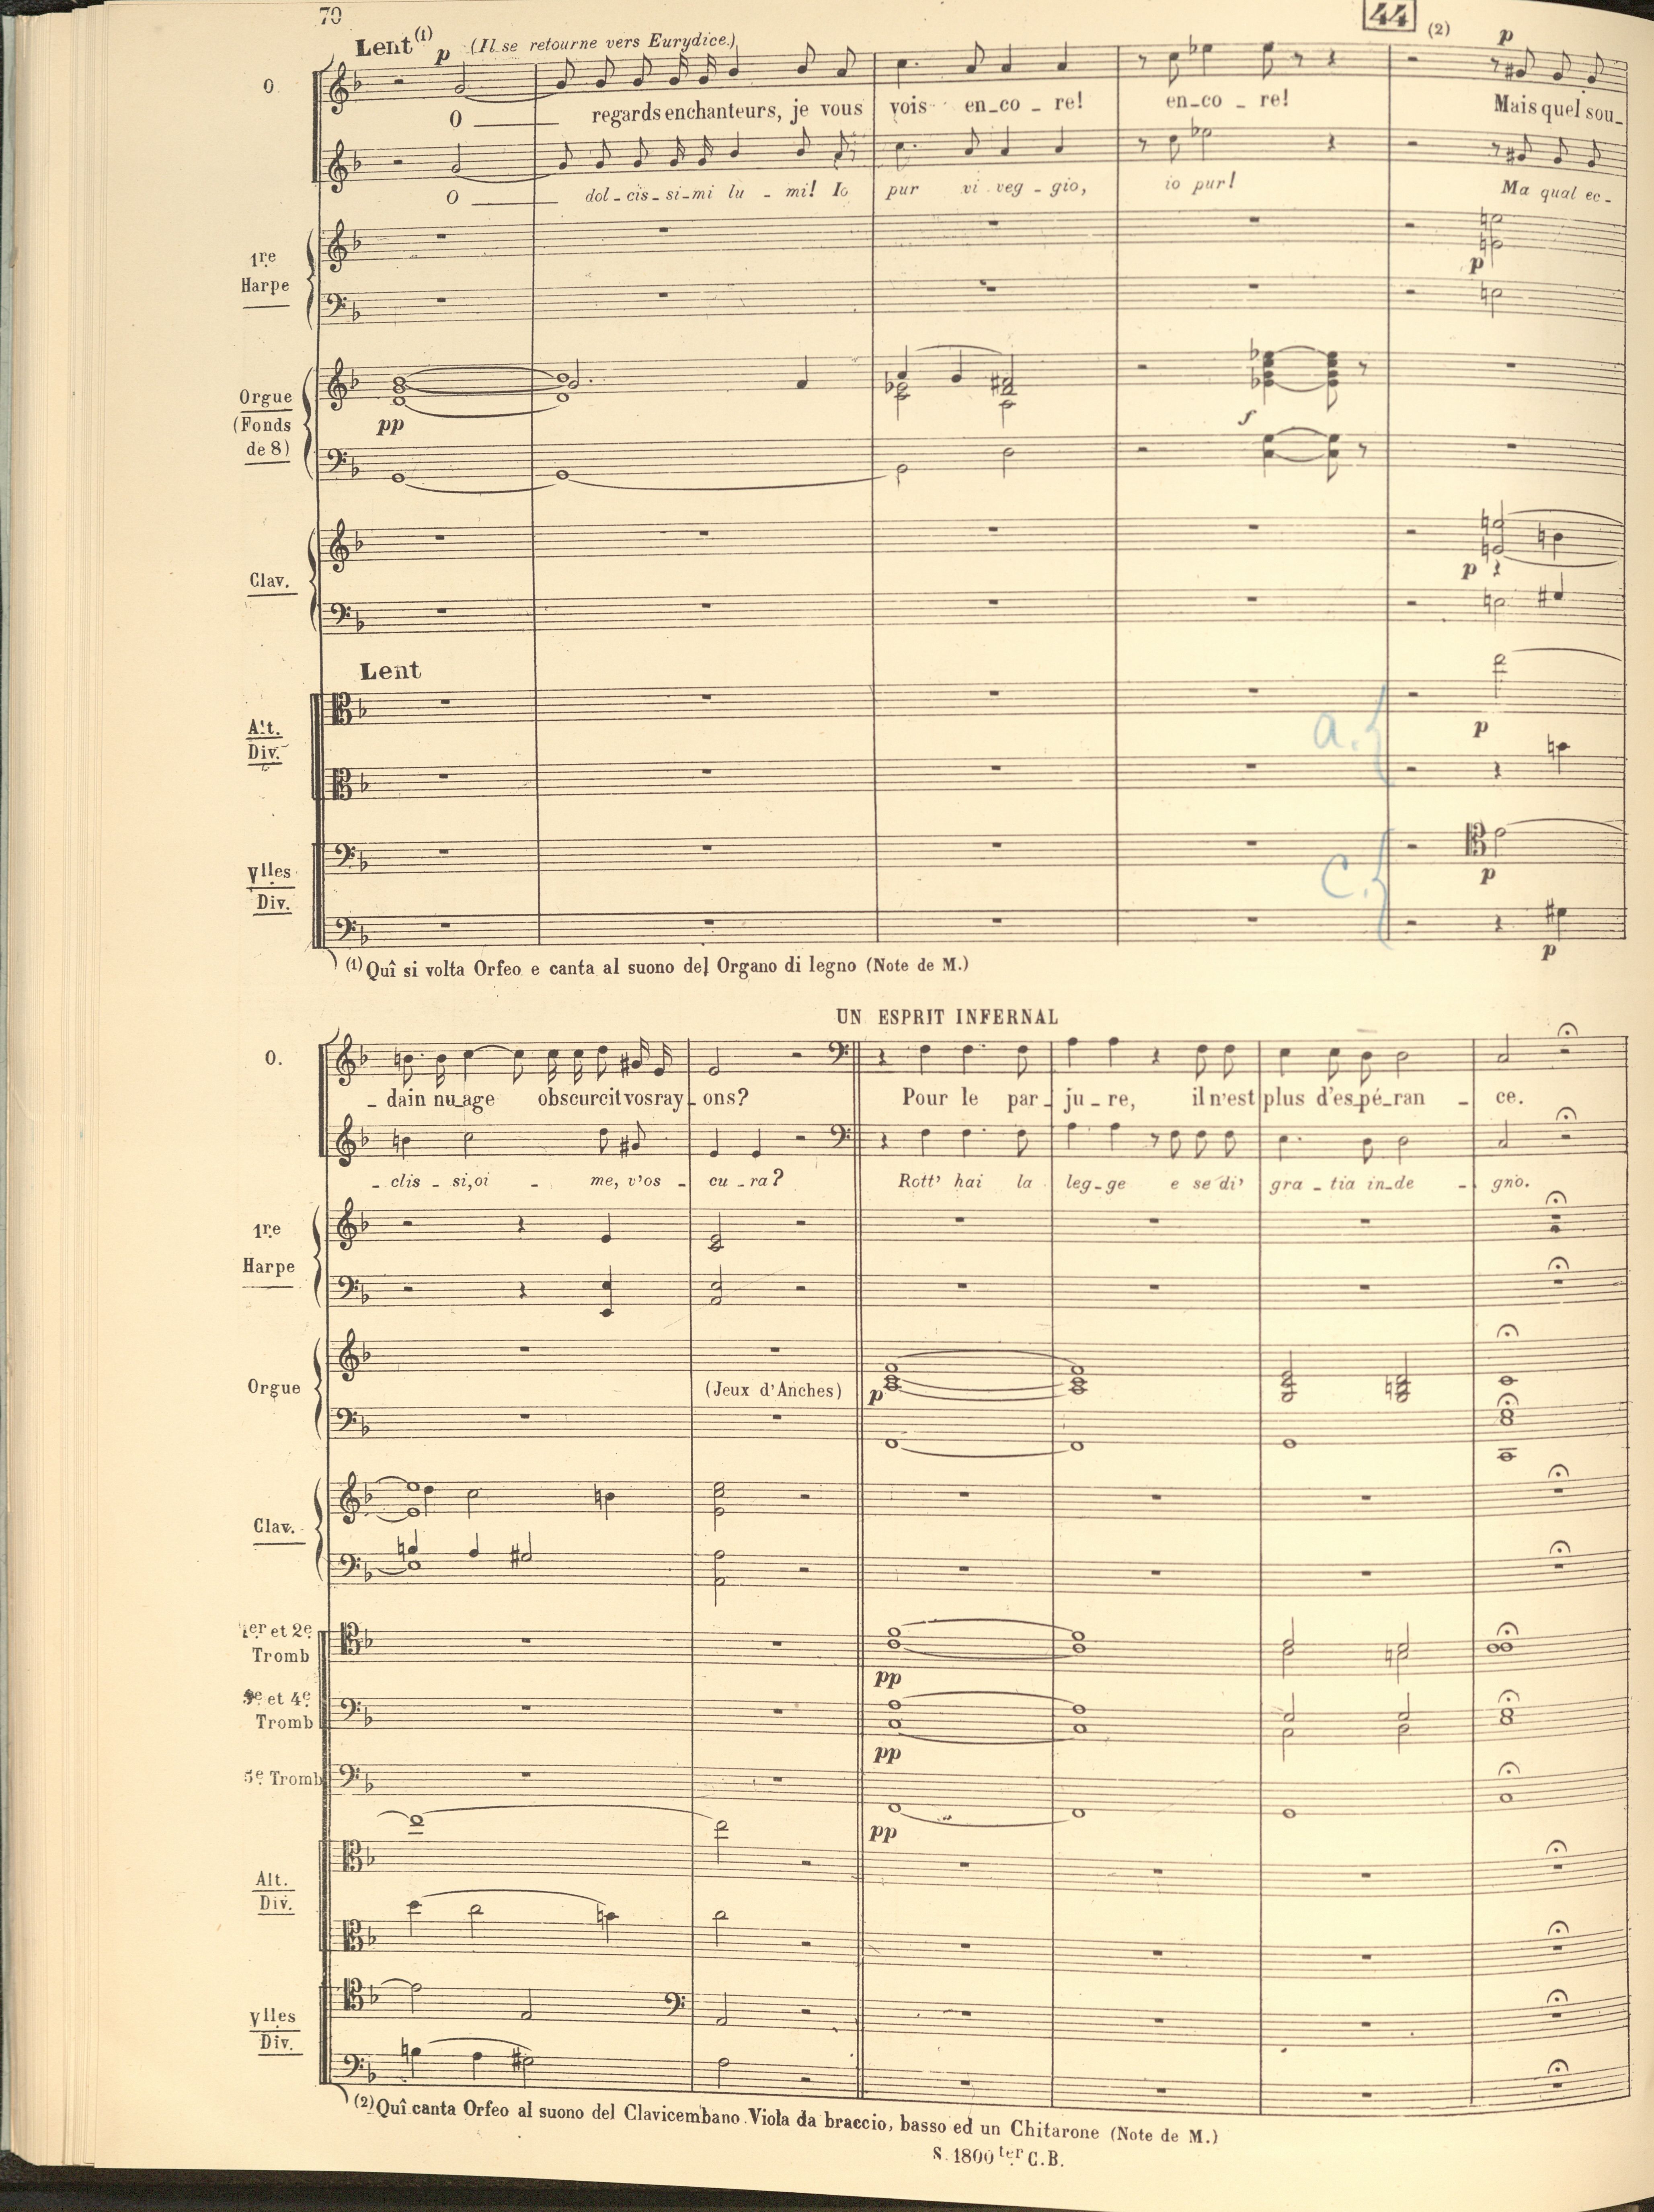 70
44
Lent (1) p (Il se retourne vers Eurydice.) (2) p
O.
O regards enchanteurs, je vous vois en_co_re! en_co_re! Mais quel sou_
O dol_cis_si_mi lu_mi! Io pur vi veg_gio, io pur! Ma qual ec_
1re Harpe
p
Orgue
(Fonds de 8)
pp f
Clav.
p
Lent
Alt. Div.
p
a.{
Vlles Div.
p
c.{
p
(1) Quî si volta Orfeo e canta al suono del Organo di legno (Note de M.)
UN ESPRIT INFERNAL
O.
_dain nu_age obscurcit vos ray_ons? Pour le par_ju_re, il n'est plus d'es_pé_ran_ce.
_clis_si, oi_me, v'os_cu_ra? Rott' hai la leg_ge e se di' gra_tia in_de_gno.
1re Harpe
Orgue
(Jeux d'Anches) p
Clav.
1er et 2e Tromb
pp
3e et 4e Tromb
pp
5e Tromb
pp
Alt. Div.
Vlles Div.
(2) Quî canta Orfeo al suono del Clavicembano Viola da braccio, basso ed un Chitarone (Note de M.)
S. 1800 ter C.B.